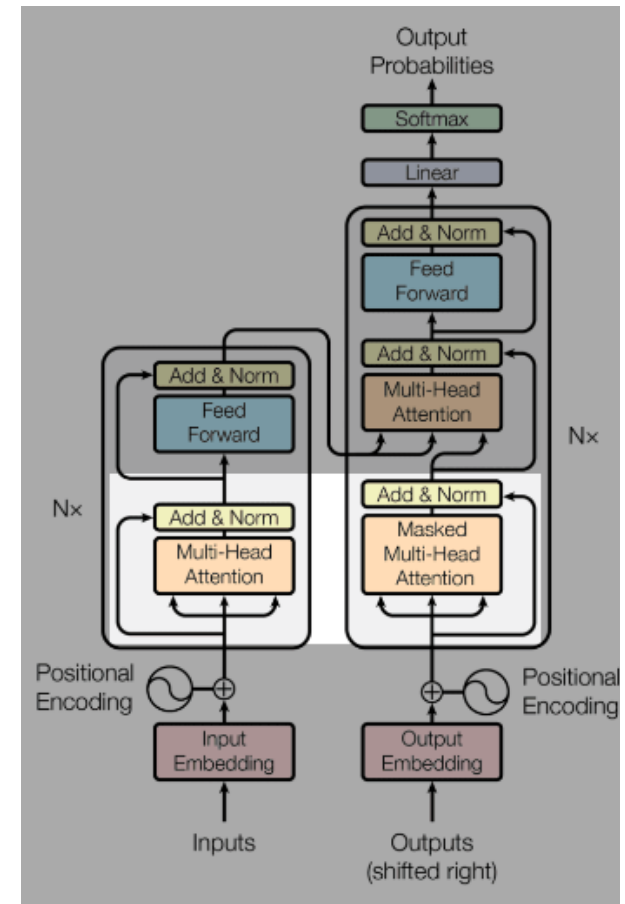 Output
Probabilities
Softmax
Linear
Add & Norm
Feed
Forward
Add & Norm
Multi-Head
Attention
Nx
Add & Norm
Masked
Multi-Head
Attention
Add & Norm
Feed
Forward
Nx
Add & Norm
Multi-Head
Attention
Positional
Encoding
Positional
Encoding
Input
Embedding
Output
Embedding
Inputs
Outputs
(shifted right)